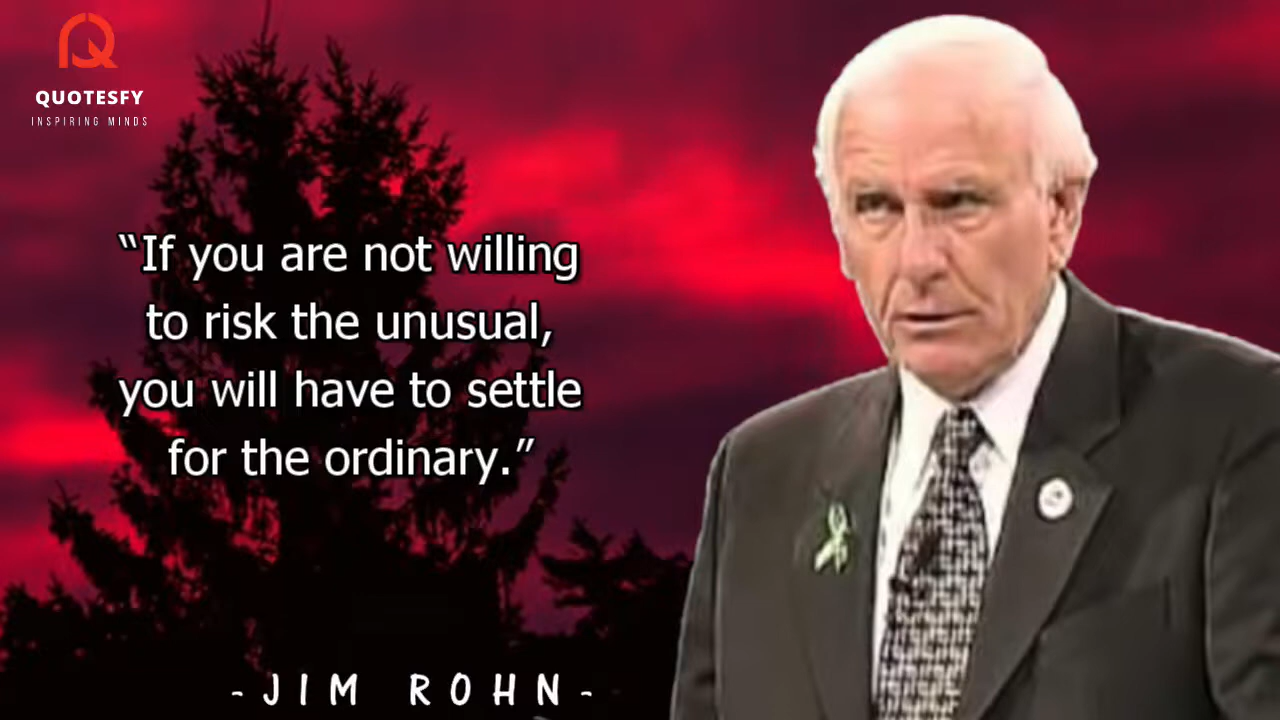 QUOTESFY
INSPIRING MINDS
“If you are not willing
to risk the unusual,
you will have to settle
for the ordinary.”
-JIM ROHN-